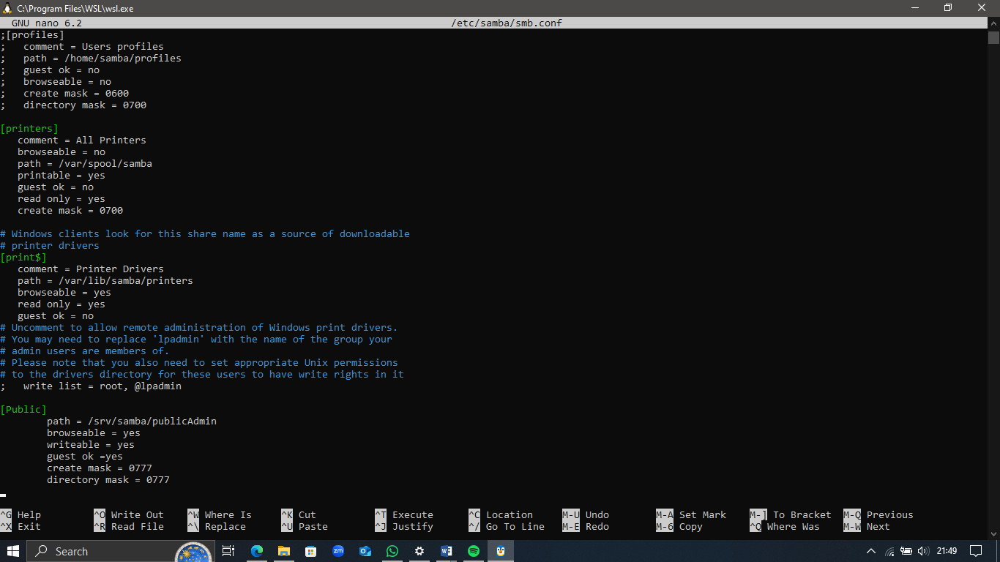 C:\Program Files\WSL\wsl.exe
GNU nano 6.2 /etc/samba/smb.conf
;[profiles]
;   comment = Users profiles
;   path = /home/samba/profiles
;   guest ok = no
;   browseable = no
;   create mask = 0600
;   directory mask = 0700
[printers]
   comment = All Printers
   browseable = no
   path = /var/spool/samba
   printable = yes
   guest ok = no
   read only = yes
   create mask = 0700
# Windows clients look for this share name as a source of downloadable
# printer drivers
[print$]
   comment = Printer Drivers
   path = /var/lib/samba/printers
   browseable = yes
   read only = yes
   guest ok = no
# Uncomment to allow remote administration of Windows print drivers.
# You may need to replace 'lpadmin' with the name of the group your
# admin users are members of.
# Please note that you also need to set appropriate Unix permissions
# to the drivers directory for these users to have write rights in it
;   write list = root, @lpadmin
[Public]
        path = /srv/samba/publicAdmin
        browseable = yes
        writeable = yes
        guest ok =yes
        create mask = 0777
        directory mask = 0777
^G Help ^O Write Out ^W Where Is ^K Cut ^T Execute ^C Location M-U Undo M-A Set Mark M-] To Bracket M-Q Previous
^X Exit ^R Read File ^\ Replace ^U Paste ^J Justify ^/ Go To Line M-E Redo M-6 Copy ^Q Where Was M-W Next
Search zm 21:49